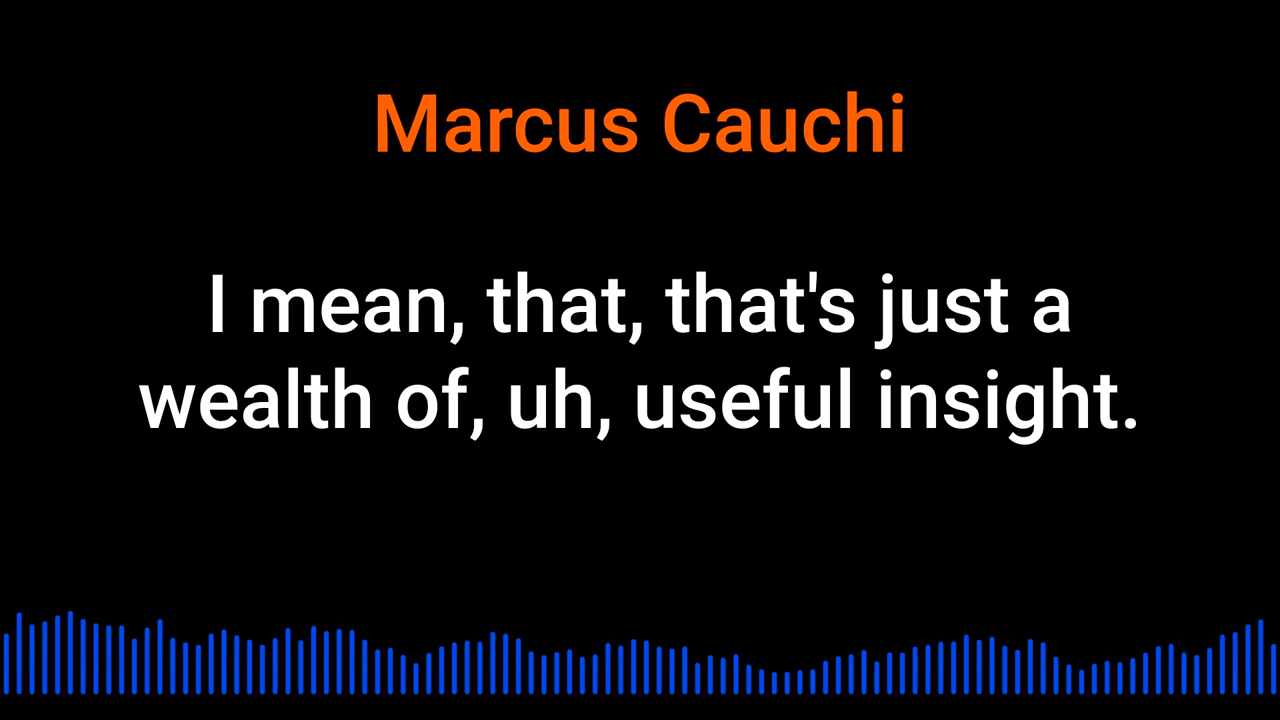 Marcus Cauchi
I mean, that, that's just a
wealth of, uh, useful insight.